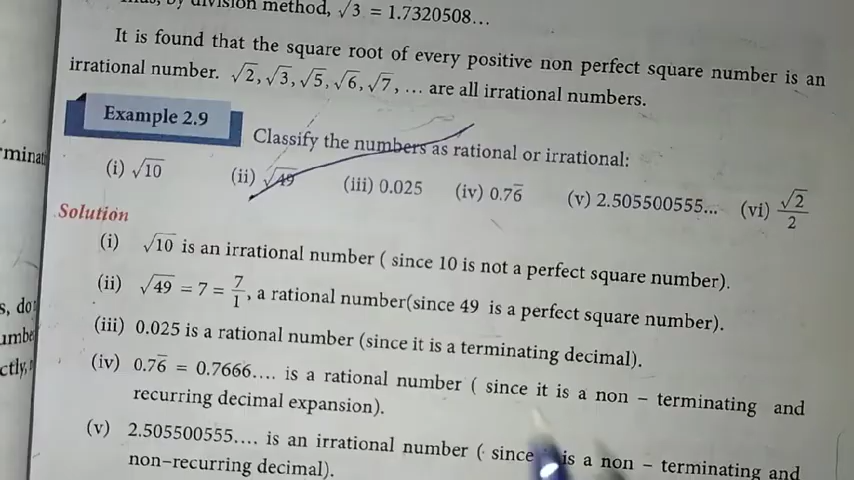 by division method, √3 = 1.7320508...
It is found that the square root of every positive non perfect square number is an
irrational number. √2, √3, √5, √6, √7, ... are all irrational numbers.
Example 2.9
Classify the numbers as rational or irrational:
(i) √10 (ii) √49 (iii) 0.025 (iv) 0.76̅ (v) 2.505500555... (vi) √2/2
Solution
(i) √10 is an irrational number ( since 10 is not a perfect square number).
(ii) √49 = 7 = 7/1, a rational number(since 49 is a perfect square number).
(iii) 0.025 is a rational number (since it is a terminating decimal).
(iv) 0.76̅ = 0.7666.... is a rational number ( since it is a non – terminating and
recurring decimal expansion).
(v) 2.505500555.... is an irrational number ( since is a non – terminating and
non–recurring decimal).